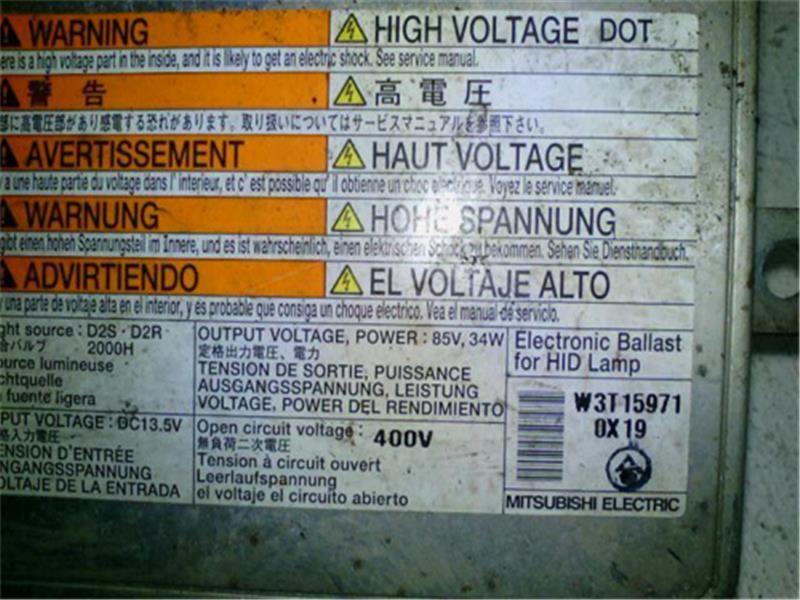 WARNING HIGH VOLTAGE DOT
ere is a high voltage part in the inside, and it is likely to get an electric shock. See service manual.
警告 高電圧
部に高電圧部があり感電する恐れがあります。取り扱いについてはサービスマニュアルを参照下さい。
AVERTISSEMENT HAUT VOLTAGE
y a une haute partie du voltage dans l' interieur, et c' est possible qu' il obtienne un choc electrique. Voyez le service manuel.
WARNUNG HOHE SPANNUNG
gibt einen hohen Spannungsteil im Innere, und es ist wahrscheinlich, einen elektrischen Schock zu bekommen. Sehen Sie Diensthandbuch.
ADVIRTIENDO EL VOLTAJE ALTO
y una parte de voltaje alta en el interior, y es probable que consiga un choque electrico. Vea el manual de servicio.
ght source : D2S · D2R
合バルブ 2000H
ource lumineuse
chtquelle
fuente ligera
PUT VOLTAGE : DC13.5V
格入力電圧
ENSION D'ENTRÉE
NGANGSSPANNUNG
OLTAJE DE LA ENTRADA
OUTPUT VOLTAGE, POWER : 85V, 34W
定格出力電圧、電力
TENSION DE SORTIE, PUISSANCE
AUSGANGSSPANNUNG, LEISTUNG
VOLTAGE, POWER DEL RENDIMIENTO
Open circuit voltage : 400V
無負荷二次電圧
Tension à circuit ouvert
Leerlaufspannung
el voltaje el circuito abierto
Electronic Ballast
for HID Lamp
W3T15971
0X19
MITSUBISHI ELECTRIC